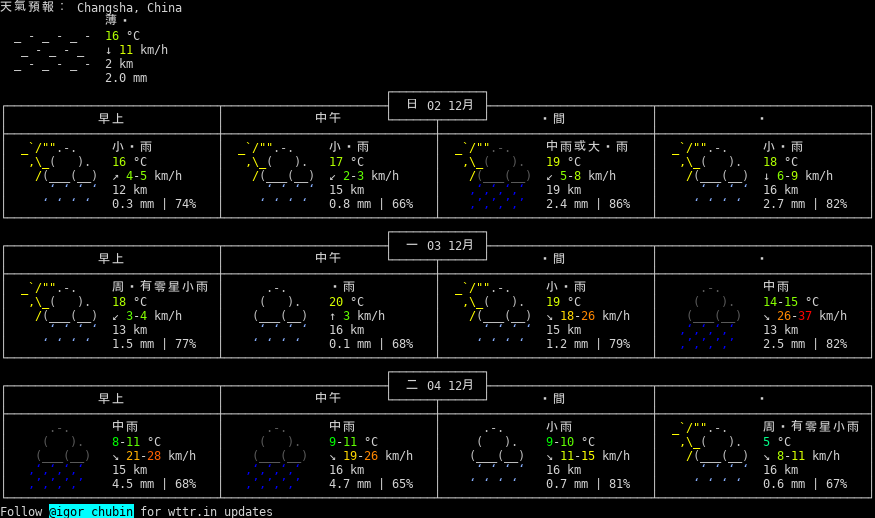 天氣預報： Changsha, China
薄・
16 °C
↓ 11 km/h
2 km
2.0 mm
日 02 12月
早上 中午 ・間 ・
小・雨 小・雨 中雨或大・雨 小・雨
16 °C 17 °C 19 °C 18 °C
↗ 4-5 km/h ↙ 2-3 km/h ↙ 5-8 km/h ↓ 6-9 km/h
12 km 15 km 19 km 16 km
0.3 mm | 74% 0.8 mm | 66% 2.4 mm | 86% 2.7 mm | 82%
一 03 12月
早上 中午 ・間 ・
周・有零星小雨 ・雨 小・雨 中雨
18 °C 20 °C 19 °C 14-15 °C
↙ 3-4 km/h ↑ 3 km/h ↘ 18-26 km/h ↘ 26-37 km/h
13 km 16 km 15 km 13 km
1.5 mm | 77% 0.1 mm | 68% 1.2 mm | 79% 2.5 mm | 82%
二 04 12月
早上 中午 ・間 ・
中雨 中雨 小雨 周・有零星小雨
8-11 °C 9-11 °C 9-10 °C 5 °C
↘ 21-28 km/h ↘ 19-26 km/h ↘ 11-15 km/h ↘ 8-11 km/h
15 km 16 km 16 km 16 km
4.5 mm | 68% 4.7 mm | 65% 0.7 mm | 81% 0.6 mm | 67%
Follow @igor_chubin for wttr.in updates